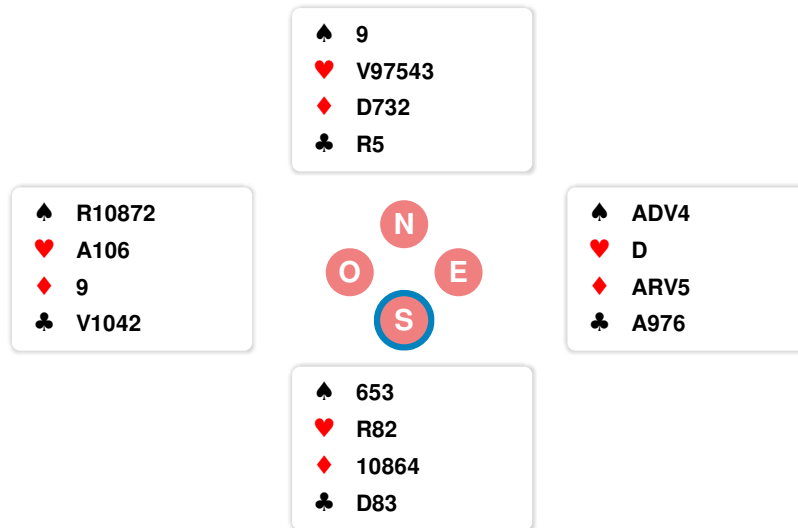 ♠ 9
♥ V97543
♦ D732
♣ R5
♠ R10872
♥ A106
♦ 9
♣ V1042
N
O
E
S
♠ ADV4
♥ D
♦ ARV5
♣ A976
♠ 653
♥ R82
♦ 10864
♣ D83